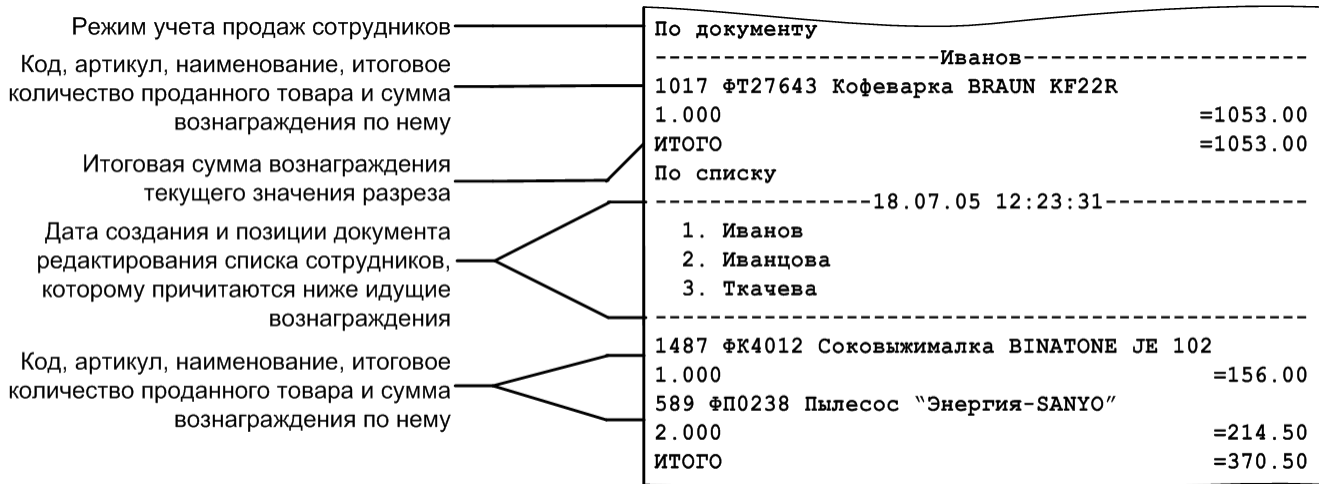 Режим учета продаж сотрудников
Код, артикул, наименование, итоговое
количество проданного товара и сумма
вознаграждения по нему
Итоговая сумма вознаграждения
текущего значения разреза
Дата создания и позиции документа
редактирования списка сотрудников,
которому причитаются ниже идущие
вознаграждения
Код, артикул, наименование, итоговое
количество проданного товара и сумма
вознаграждения по нему
По документу
---------------------Иванов---------------------
1017 ФТ27643 Кофеварка BRAUN KF22R
1.000 =1053.00
ИТОГО =1053.00
По списку
----------------18.07.05 12:23:31---------------
1. Иванов
2. Иванцова
3. Ткачева
------------------------------------------------
1487 ФК4012 Соковыжималка BINATONE JE 102
1.000 =156.00
589 ФП0238 Пылесос “Энергия-SANYO”
2.000 =214.50
ИТОГО =370.50